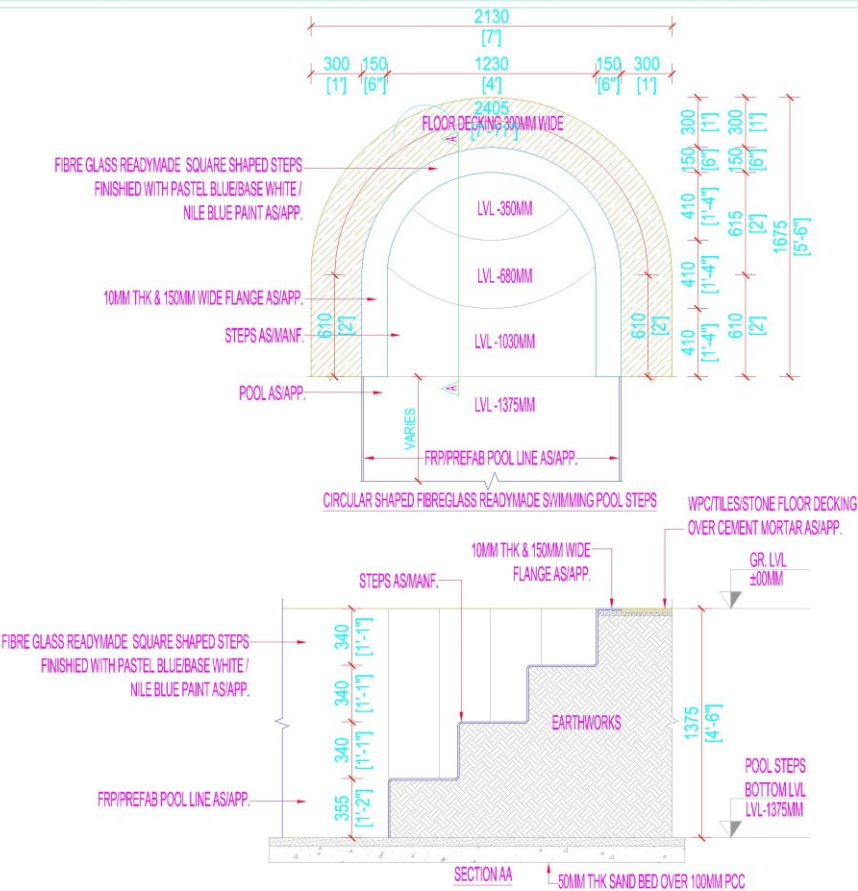 2130
[7']
300 150 1230 150 300
[1'] [6"] [4'] [6"] [1']
2405
FLOOR DECKING 300MM WIDE
A
FIBRE GLASS READYMADE SQUARE SHAPED STEPS
FINISHIED WITH PASTEL BLUE/BASE WHITE /
NILE BLUE PAINT AS/APP.
LVL -350MM
LVL -680MM
10MM THK & 150MM WIDE FLANGE AS/APP.
STEPS AS/MANF.
LVL -1030MM
POOL AS/APP.
A
LVL -1375MM
610 [2']
610 [2']
300 [1']
150 [6"]
410 [1'-4"]
410 [1'-4"]
410 [1'-4"]
300 [1']
150 [6"]
615 [2']
610 [2']
1675 [5'-6"]
VARIES
FRP/PREFAB POOL LINE AS/APP.
CIRCULAR SHAPED FIBREGLASS READYMADE SWIMMING POOL STEPS
WPC/TILES/STONE FLOOR DECKING
OVER CEMENT MORTAR AS/APP.
10MM THK & 150MM WIDE
FLANGE AS/APP.
GR. LVL
±00MM
STEPS AS/MANF.
FIBRE GLASS READYMADE SQUARE SHAPED STEPS
FINISHIED WITH PASTEL BLUE/BASE WHITE /
NILE BLUE PAINT AS/APP.
340 [1'-1"]
340 [1'-1"]
340 [1'-1"]
355 [1'-2"]
EARTHWORKS
1375 [4'-6"]
POOL STEPS
BOTTOM LVL
LVL-1375MM
FRP/PREFAB POOL LINE AS/APP.
SECTION AA
50MM THK SAND BED OVER 100MM PCC